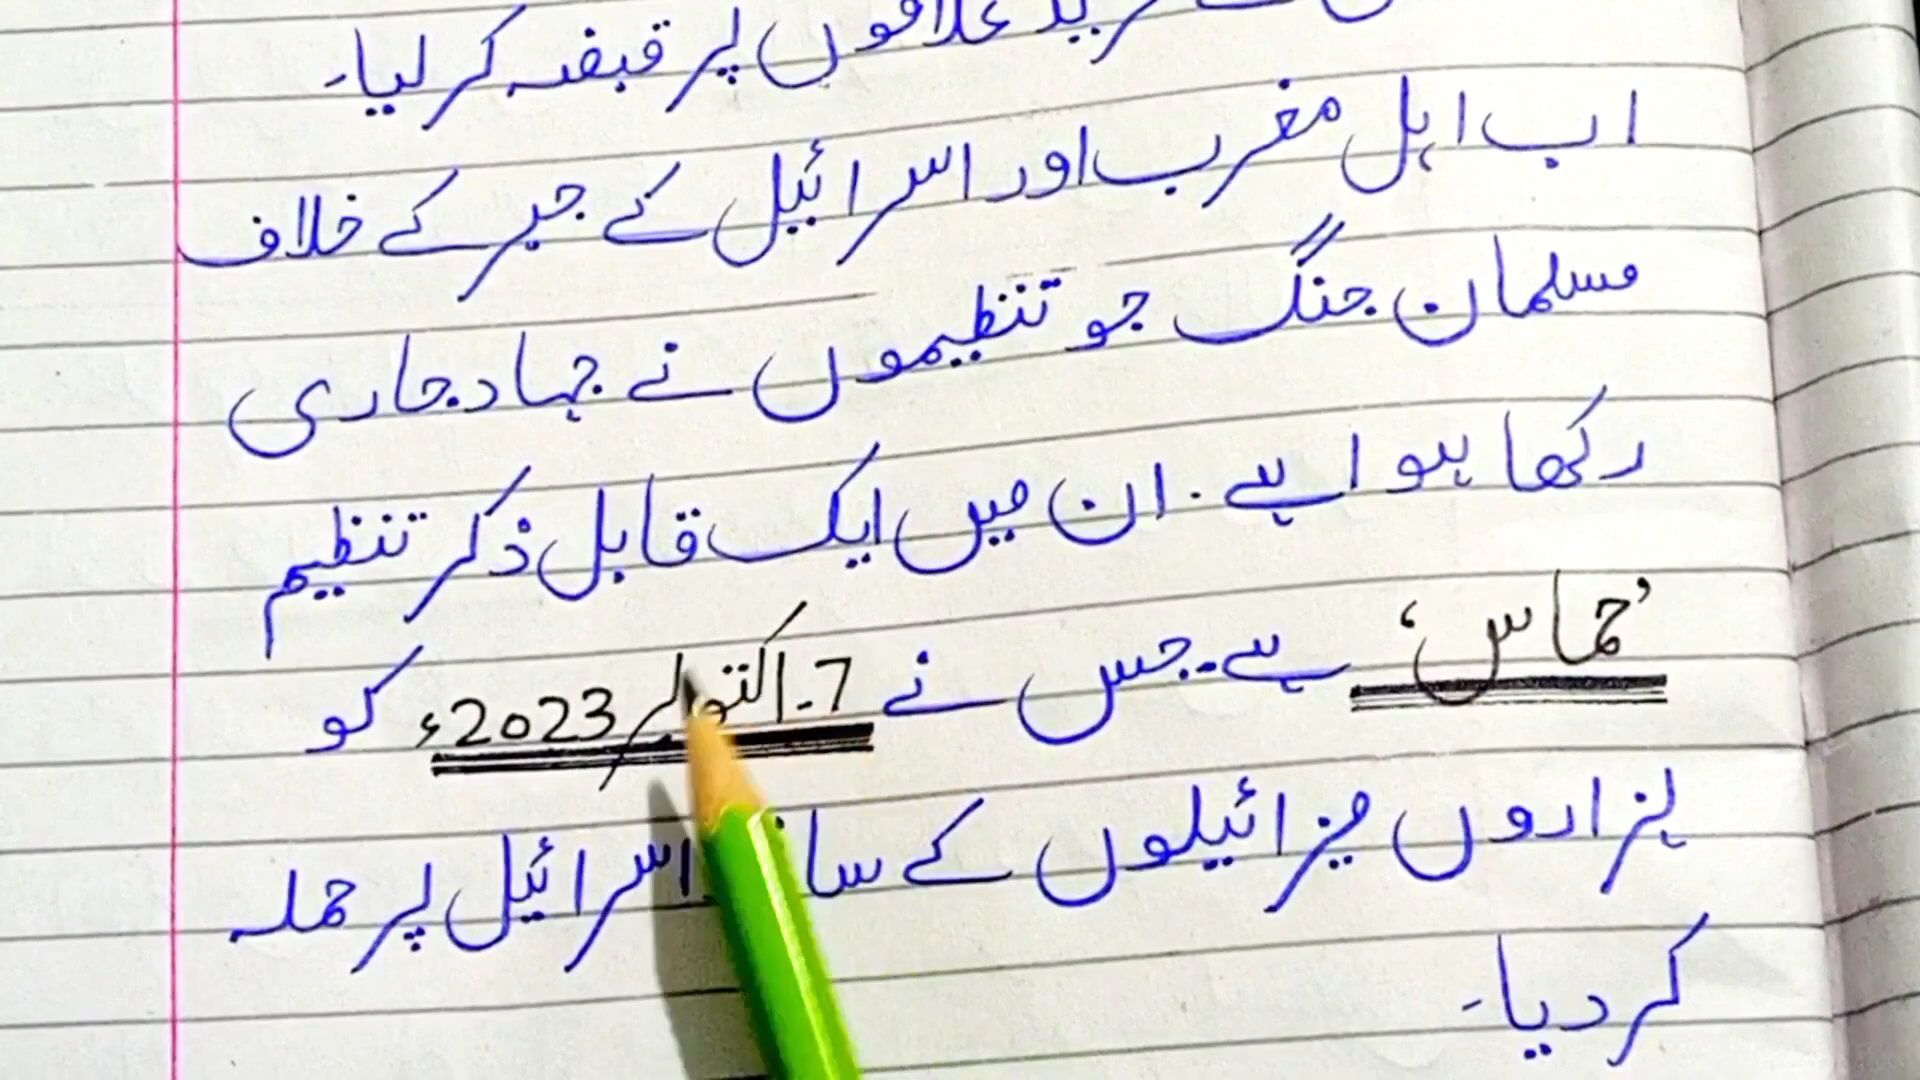 علاقوں پر قبضہ کر لیا۔
اب اہل مغرب اور اسرائیل کے جبر کے خلاف
مسلمان جنگ جو تنظیموں نے جہاد جاری
رکھا ہوا ہے۔ ان میں ایک قابل ذکر تنظیم
’حماس‘ ہے۔ جس نے 7۔اکتوبر 2023ء کو
ہزاروں میزائیلوں کے اسرائیل پر حملہ
کر دیا۔